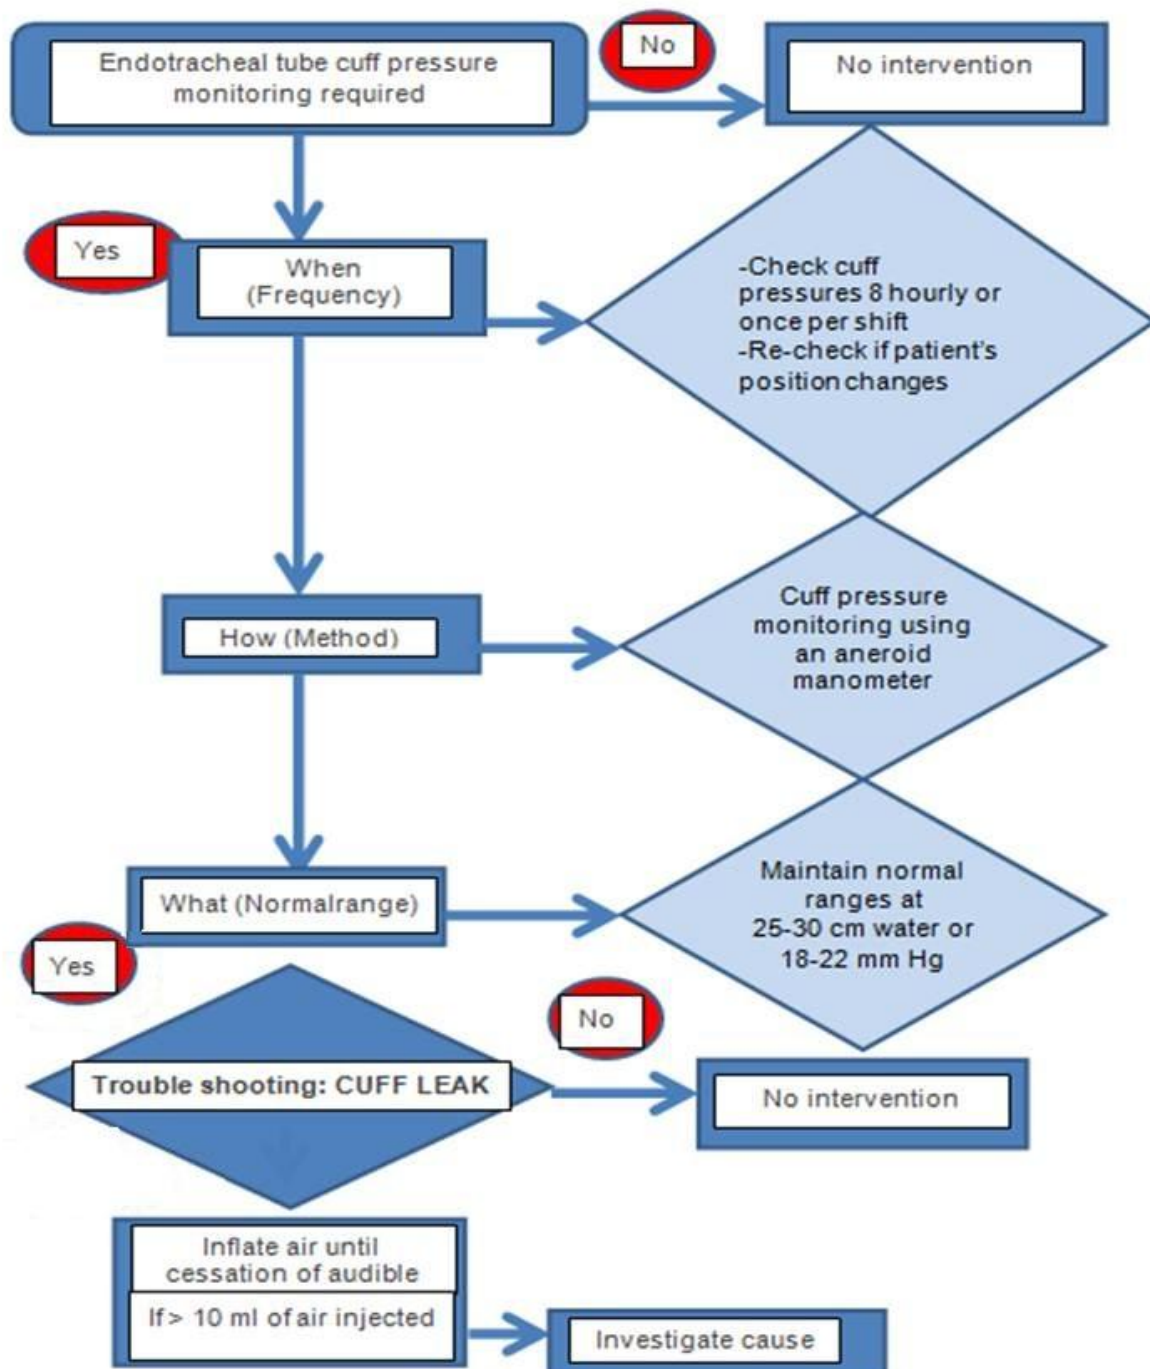 Endotracheal tube cuff pressure
monitoring required
No
No intervention
Yes
When
(Frequency)
-Check cuff
pressures 8 hourly or
once per shift
-Re-check if patient's
position changes
How (Method)
Cuff pressure
monitoring using
an aneroid
manometer
What (Normalrange)
Maintain normal
ranges at
25-30 cm water or
18-22 mm Hg
Yes
Trouble shooting: CUFF LEAK
No
No intervention
Inflate air until
cessation of audible
If > 10 ml of air injected
Investigate cause